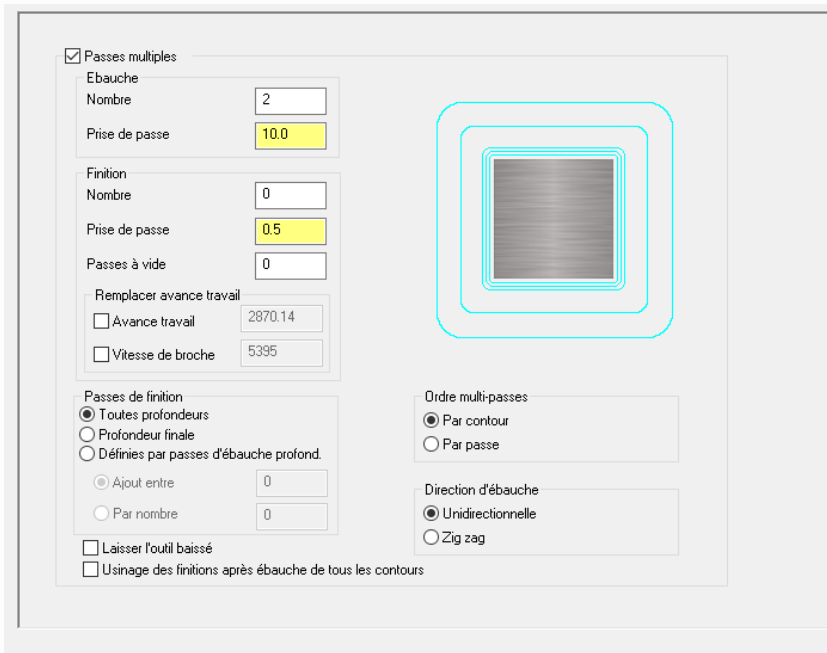 Passes multiples
Ebauche
Nombre 2
Prise de passe 10.0
Finition
Nombre 0
Prise de passe 0.5
Passes à vide 0
Remplacer avance travail
Avance travail 2870.14
Vitesse de broche 5395
Passes de finition
Toutes profondeurs
Profondeur finale
Définies par passes d'ébauche profond.
Ajout entre 0
Par nombre 0
Laisser l'outil baissé
Usinage des finitions après ébauche de tous les contours
Ordre multi-passes
Par contour
Par passe
Direction d'ébauche
Unidirectionnelle
Zig zag